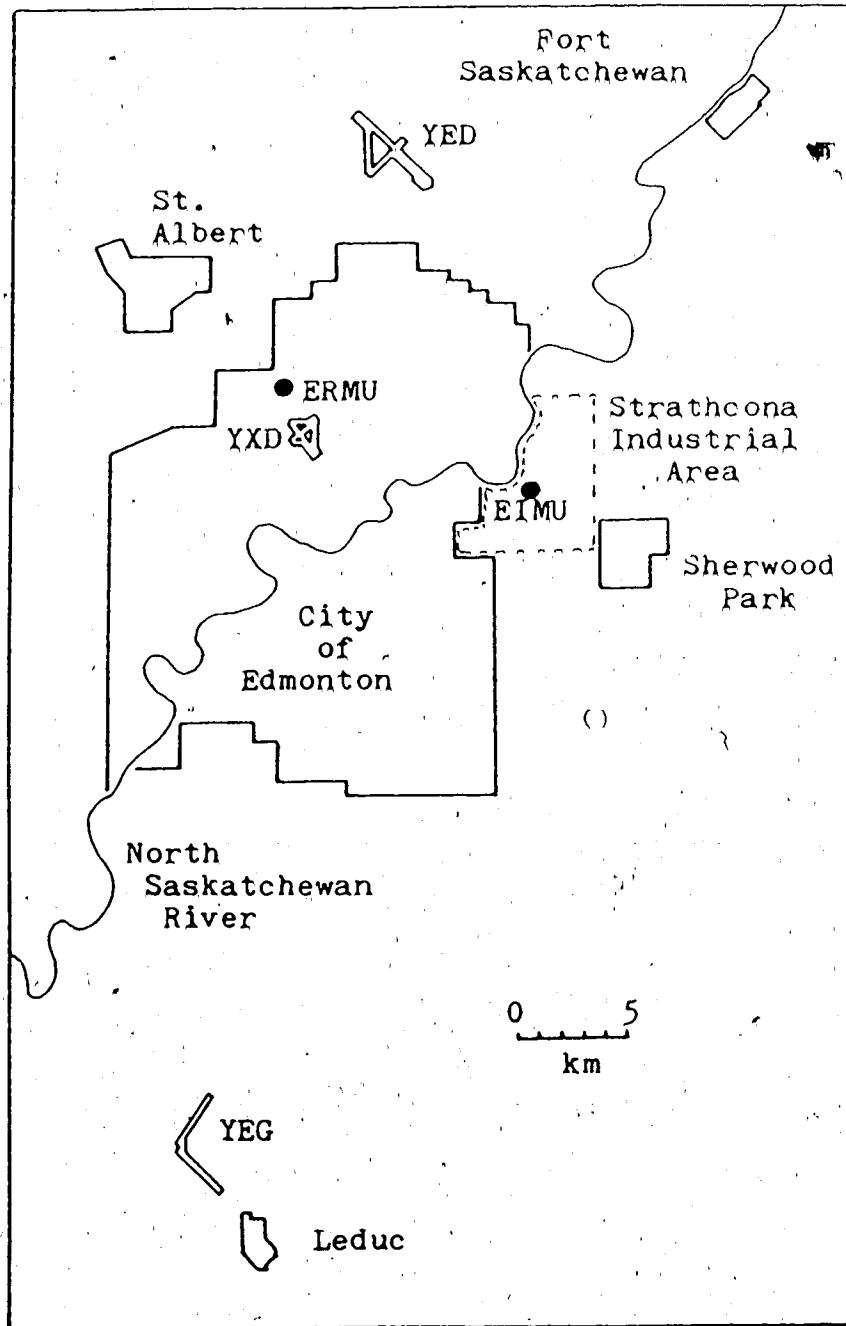 Fort
Saskatchewan
YED
St.
Albert
ERMU
YXD
Strathcona
Industrial
Area
EIMU
Sherwood
Park
City
of
Edmonton
North
Saskatchewan
River
0 5
km
YEG
Leduc